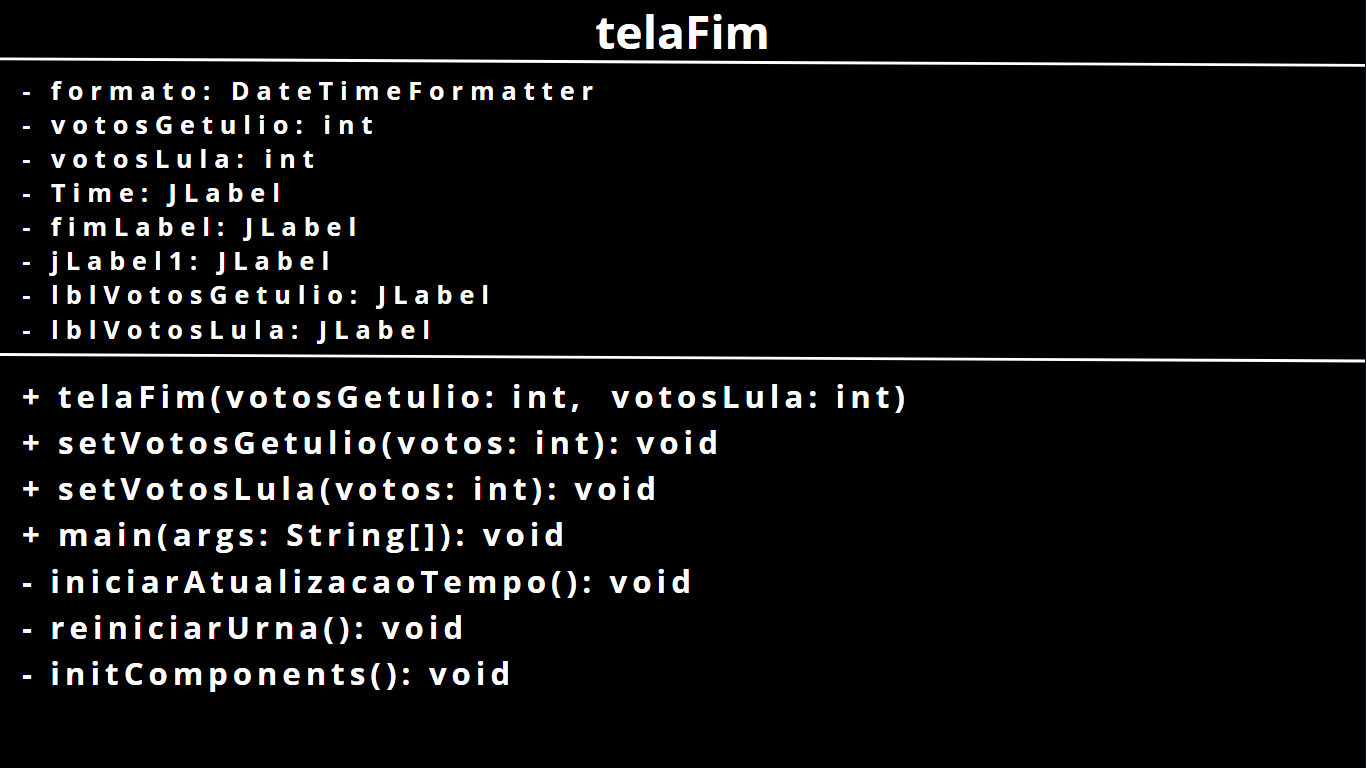 telaFim
- formato: DateTimeFormatter
- votosGetulio: int
- votosLula: int
- Time: JLabel
- fimLabel: JLabel
- jLabel1: JLabel
- lblVotosGetulio: JLabel
- lblVotosLula: JLabel
+ telaFim(votosGetulio: int, votosLula: int)
+ setVotosGetulio(votos: int): void
+ setVotosLula(votos: int): void
+ main(args: String[]): void
- iniciarAtualizacaoTempo(): void
- reiniciarUrna(): void
- initComponents(): void